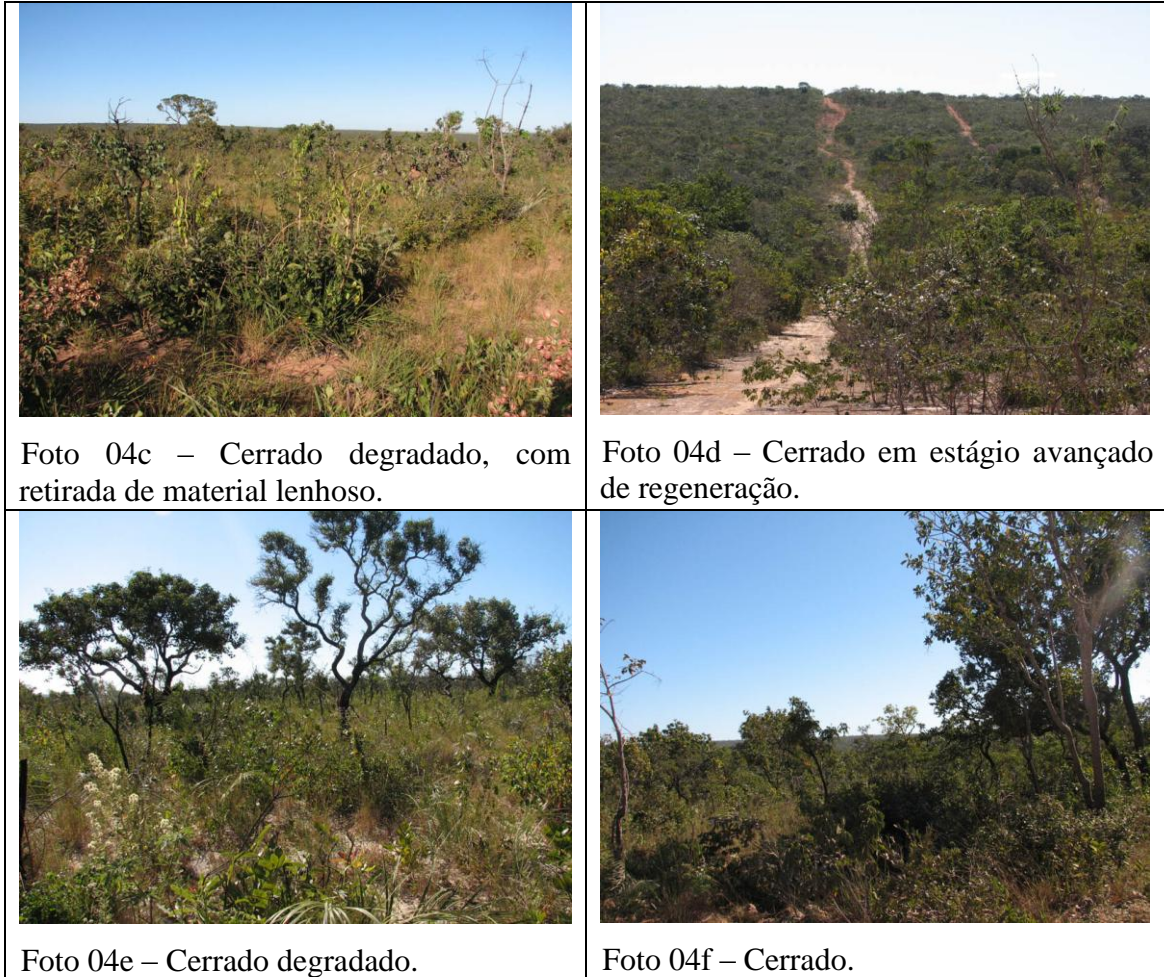 Foto 04c – Cerrado degradado, com
retirada de material lenhoso.
Foto 04d – Cerrado em estágio avançado
de regeneração.
Foto 04e – Cerrado degradado.
Foto 04f – Cerrado.